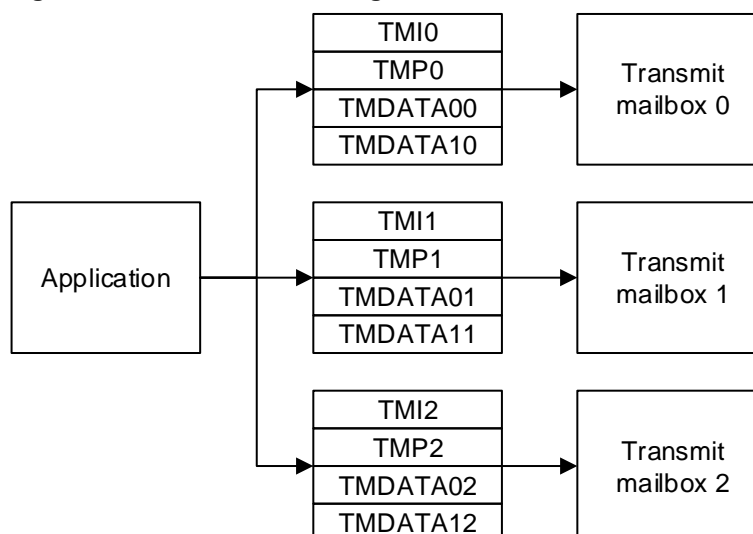 TMI0
TMP0
TMDATA00
TMDATA10
Transmit
mailbox 0
Application
TMI1
TMP1
TMDATA01
TMDATA11
Transmit
mailbox 1
TMI2
TMP2
TMDATA02
TMDATA12
Transmit
mailbox 2